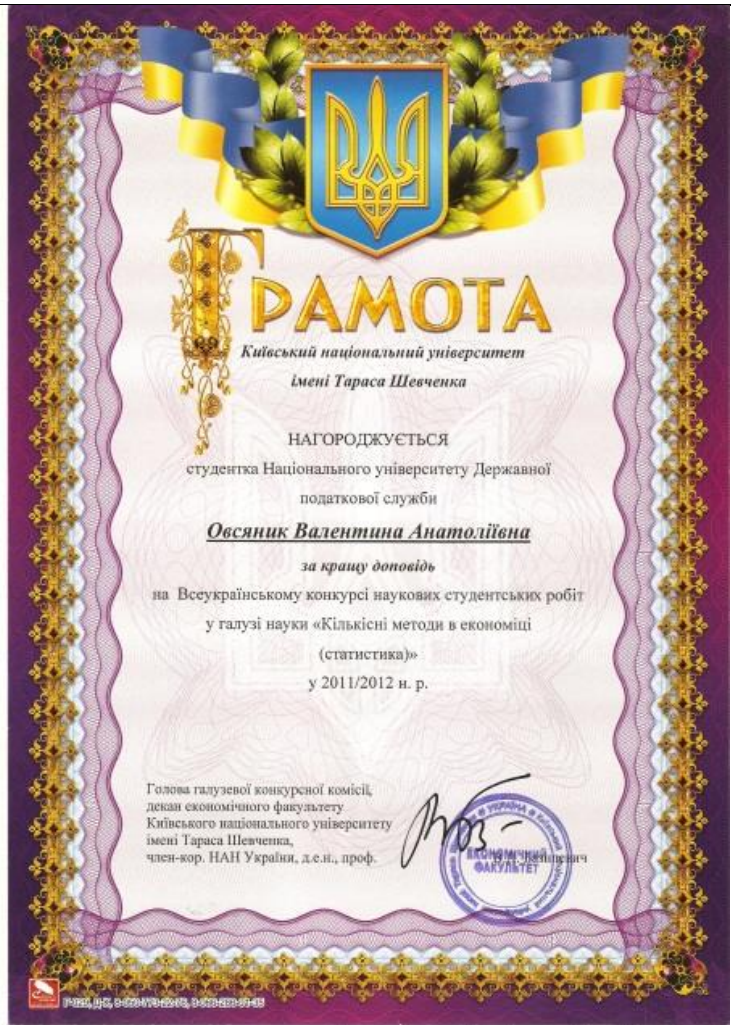 ГРАМОТА
Київський національний університет
імені Тараса Шевченка
НАГОРОДЖУЄТЬСЯ
студентка Національного університету Державної
податкової служби
Овсяник Валентина Анатоліївна
за кращу доповідь
на Всеукраїнському конкурсі наукових студентських робіт
у галузі науки «Кількісні методи в економіці
(статистика)»
у 2011/2012 н. р.
Голова галузевої конкурсної комісії,
декан економічного факультету
Київського національного університету
імені Тараса Шевченка,
член-кор. НАН України, д.е.н., проф.
УКРАЇНА
ЕКОНОМІЧНИЙ
ФАКУЛЬТЕТ